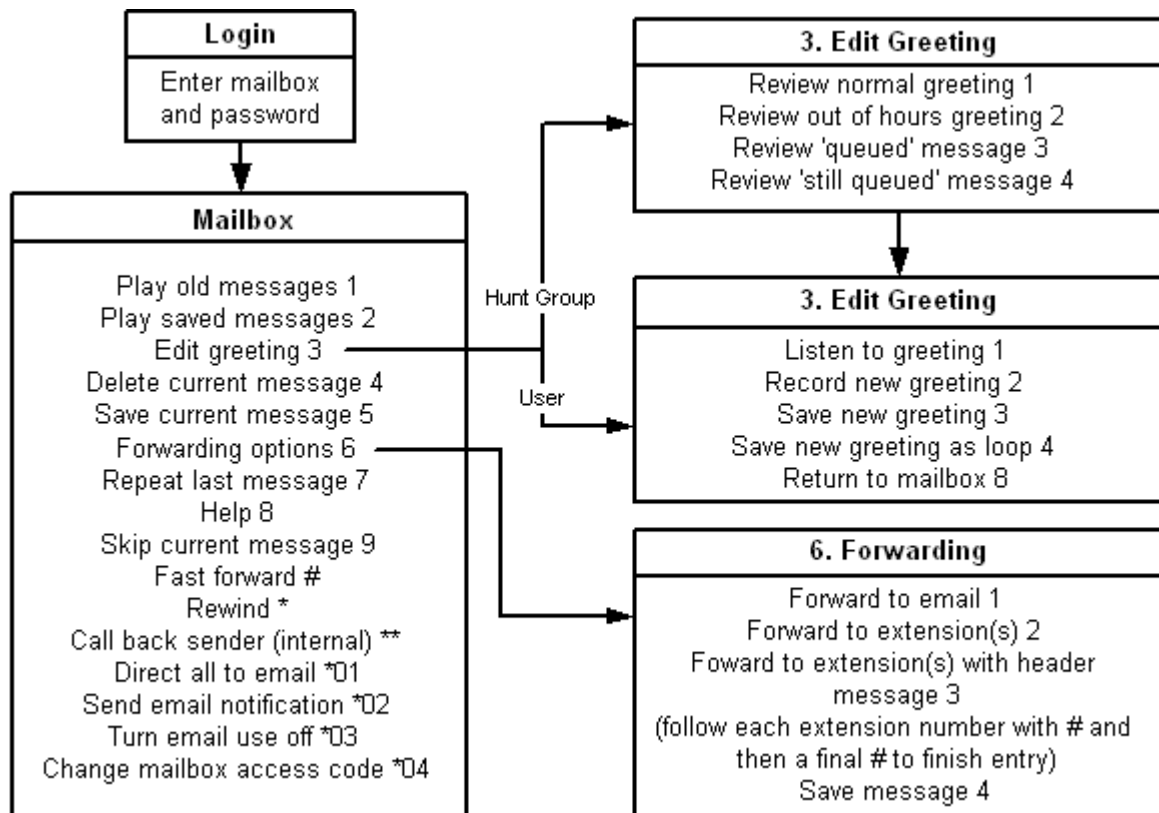 Login
Enter mailbox
and password
Mailbox
Play old messages 1
Play saved messages 2
Edit greeting 3
Delete current message 4
Save current message 5
Forwarding options 6
Repeat last message 7
Help 8
Skip current message 9
Fast forward #
Rewind *
Call back sender (internal) **
Direct all to email *01
Send email notification *02
Turn email use off *03
Change mailbox access code *04
Hunt Group
User
3. Edit Greeting
Review normal greeting 1
Review out of hours greeting 2
Review 'queued' message 3
Review 'still queued' message 4
3. Edit Greeting
Listen to greeting 1
Record new greeting 2
Save new greeting 3
Save new greeting as loop 4
Return to mailbox 8
6. Forwarding
Forward to email 1
Forward to extension(s) 2
Foward to extension(s) with header
message 3
(follow each extension number with # and
then a final # to finish entry)
Save message 4